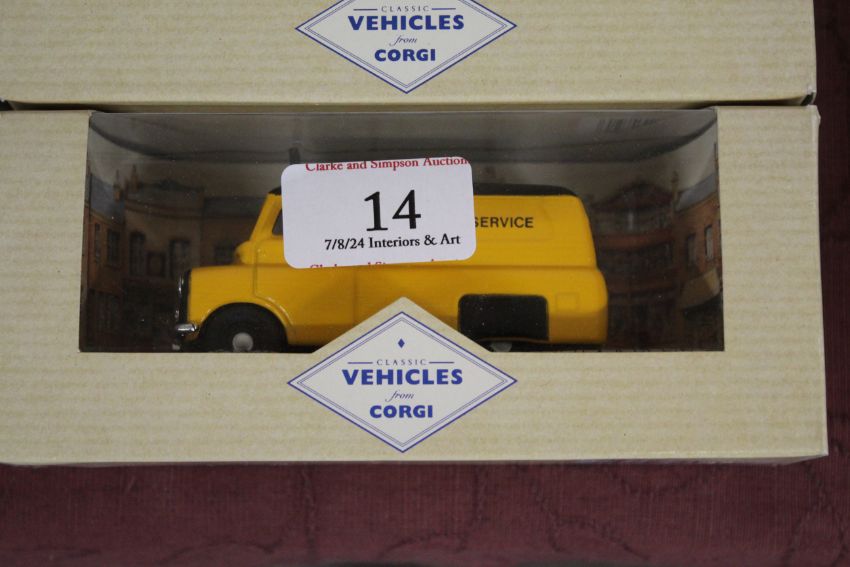 CLASSIC
VEHICLES
from
CORGI
Clarke and Simpson Auction
14
7/8/24 Interiors & Art
SERVICE
CLASSIC
VEHICLES
from
CORGI